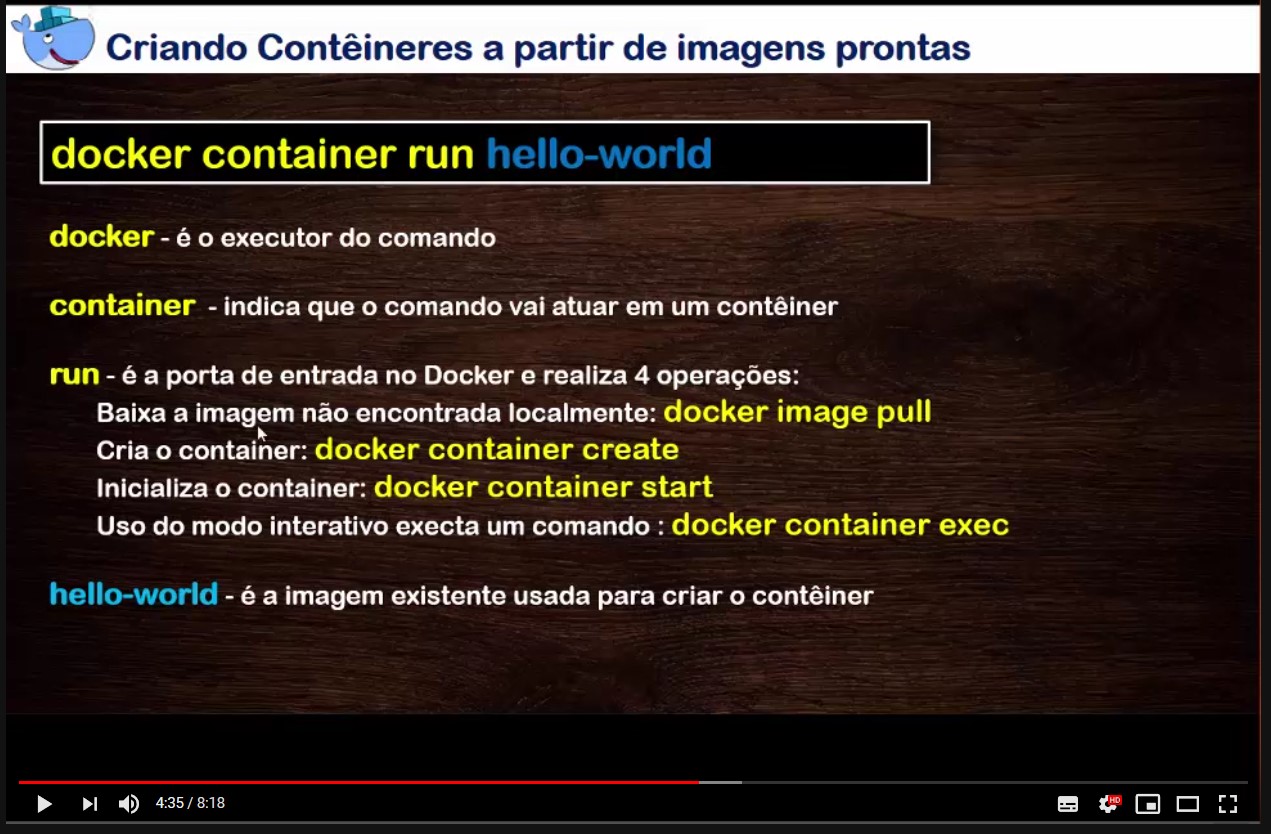 Criando Contêineres a partir de imagens prontas
docker container run hello-world
docker - é o executor do comando
container - indica que o comando vai atuar em um contêiner
run - é a porta de entrada no Docker e realiza 4 operações:
Baixa a imagem não encontrada localmente: docker image pull
Cria o container: docker container create
Inicializa o container: docker container start
Uso do modo interativo execta um comando : docker container exec
hello-world - é a imagem existente usada para criar o contêiner
4:35 / 8:18
HD